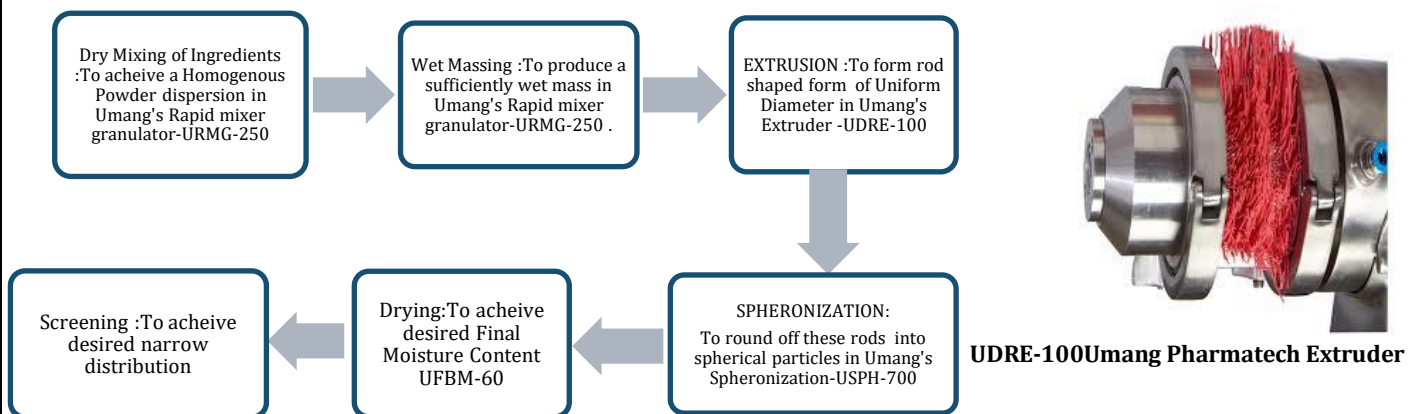 Dry Mixing of Ingredients
:To acheive a Homogenous
Powder dispersion in
Umang's Rapid mixer
granulator-URMG-250
Wet Massing :To produce a
sufficiently wet mass in
Umang's Rapid mixer
granulator-URMG-250 .
EXTRUSION :To form rod
shaped form of Uniform
Diameter in Umang's
Extruder -UDRE-100
SPHERONIZATION:
To round off these rods into
spherical particles in Umang's
Spheronization-USPH-700
Drying:To acheive
desired Final
Moisture Content
UFBM-60
Screening :To acheive
desired narrow
distribution
UDRE-100Umang Pharmatech Extruder